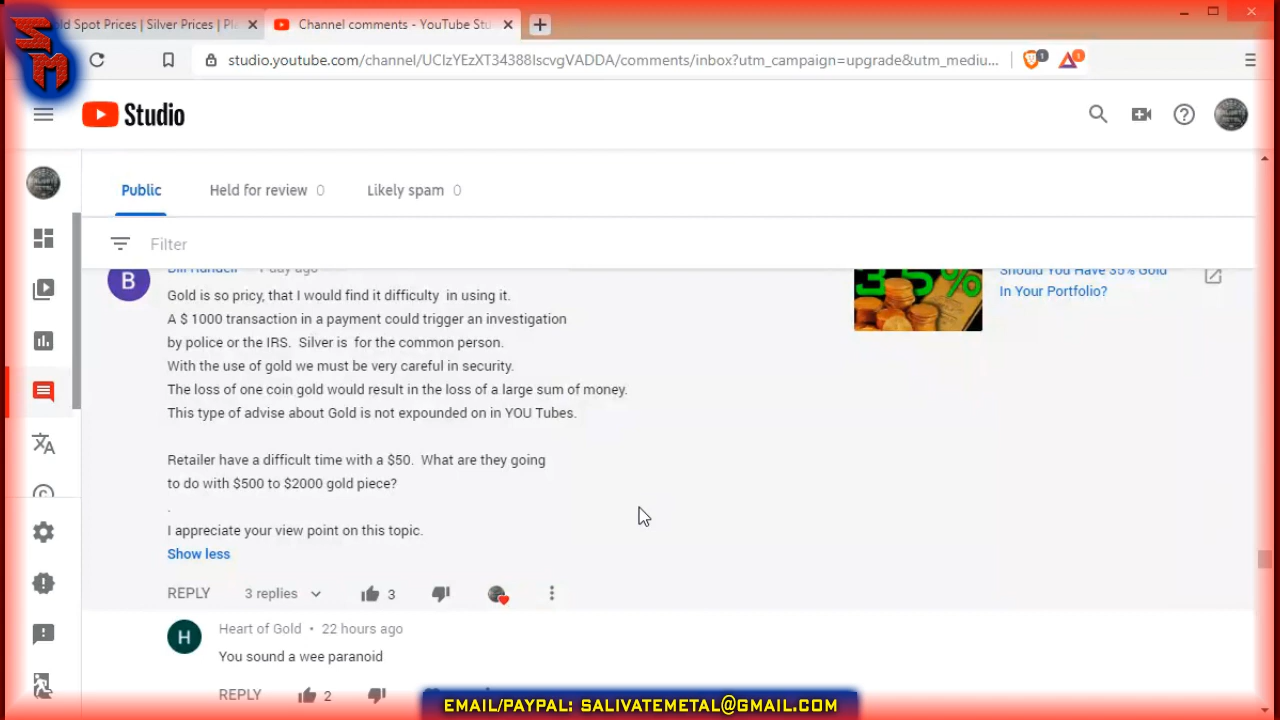 SM
ld Spot Prices | Silver Prices | Pl
Channel comments - YouTube Stu
studio.youtube.com/channel/UCIzYEzXT34388IscvgVADDA/comments/inbox?utm_campaign=upgrade&utm_mediu...
1
1
Studio
Public
Held for review 0
Likely spam 0
Filter
B
1 day ago
Gold is so pricy, that I would find it difficulty in using it.
A $ 1000 transaction in a payment could trigger an investigation
by police or the IRS. Silver is for the common person.
With the use of gold we must be very careful in security.
The loss of one coin gold would result in the loss of a large sum of money.
This type of advise about Gold is not expounded on in YOU Tubes.
Retailer have a difficult time with a $50. What are they going
to do with $500 to $2000 gold piece?
.
I appreciate your view point on this topic.
Show less
35%
Should You Have 35% Gold
In Your Portfolio?
REPLY
3 replies
3
H
Heart of Gold • 22 hours ago
You sound a wee paranoid
REPLY
2
EMAIL/PAYPAL: SALIVATEMETAL@GMAIL.COM